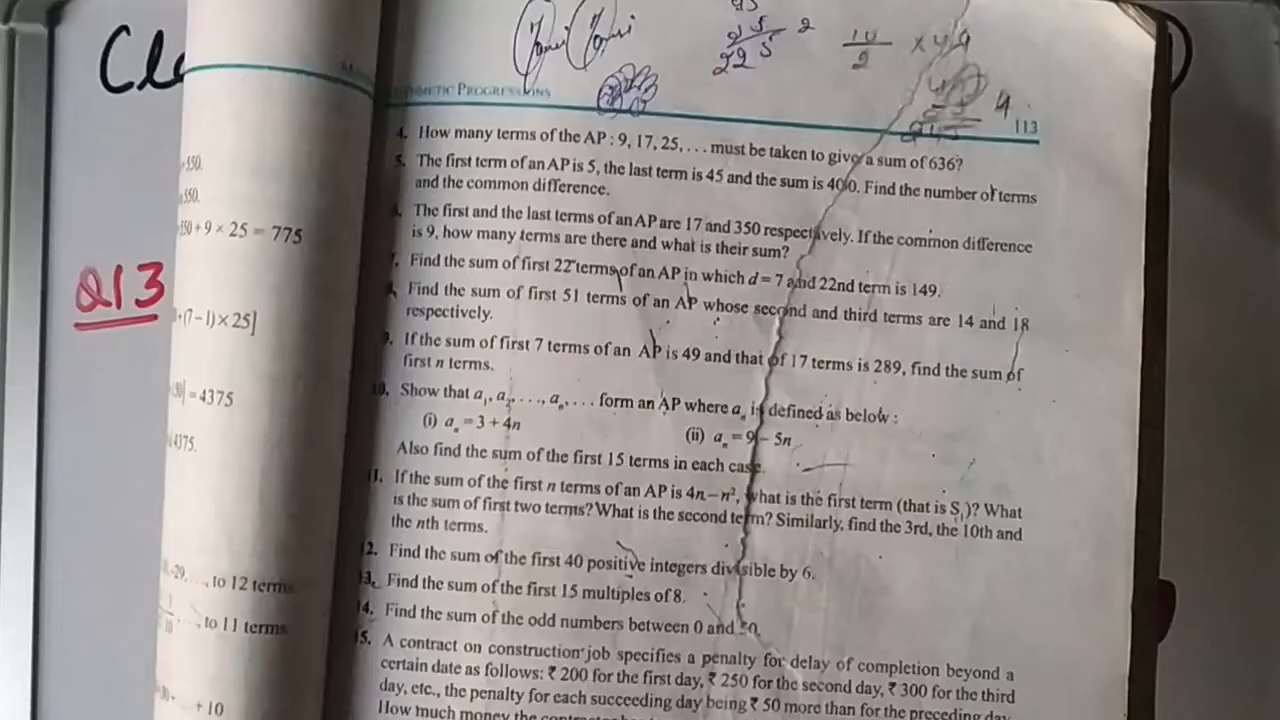 Q13
550.
550.
550 + 9 × 25 = 775
+(7 – 1) × 25]
= 4375
4375.
-29, . . ., to 12 terms
, . . ., to 11 terms
+ 10
PROGRESSIONS
113
4. How many terms of the AP : 9, 17, 25, . . . must be taken to give a sum of 636?
5. The first term of an AP is 5, the last term is 45 and the sum is 400. Find the number of terms
and the common difference.
The first and the last terms of an AP are 17 and 350 respectively. If the common difference
is 9, how many terms are there and what is their sum?
Find the sum of first 22 terms of an AP in which d = 7 and 22nd term is 149.
Find the sum of first 51 terms of an AP whose second and third terms are 14 and 18
respectively.
9. If the sum of first 7 terms of an AP is 49 and that of 17 terms is 289, find the sum of
first n terms.
10. Show that a₁, a₂, . . ., aₙ, . . . form an AP where aₙ is defined as below :
(i) aₙ = 3 + 4n (ii) aₙ = 9 – 5n
Also find the sum of the first 15 terms in each case.
11. If the sum of the first n terms of an AP is 4n – n², what is the first term (that is S₁)? What
is the sum of first two terms? What is the second term? Similarly, find the 3rd, the 10th and
the nth terms.
12. Find the sum of the first 40 positive integers divisible by 6.
13. Find the sum of the first 15 multiples of 8.
14. Find the sum of the odd numbers between 0 and 50.
15. A contract on construction job specifies a penalty for delay of completion beyond a
certain date as follows: ₹ 200 for the first day, ₹ 250 for the second day, ₹ 300 for the third
day, etc., the penalty for each succeeding day being ₹ 50 more than for the preceding day.
How much money the